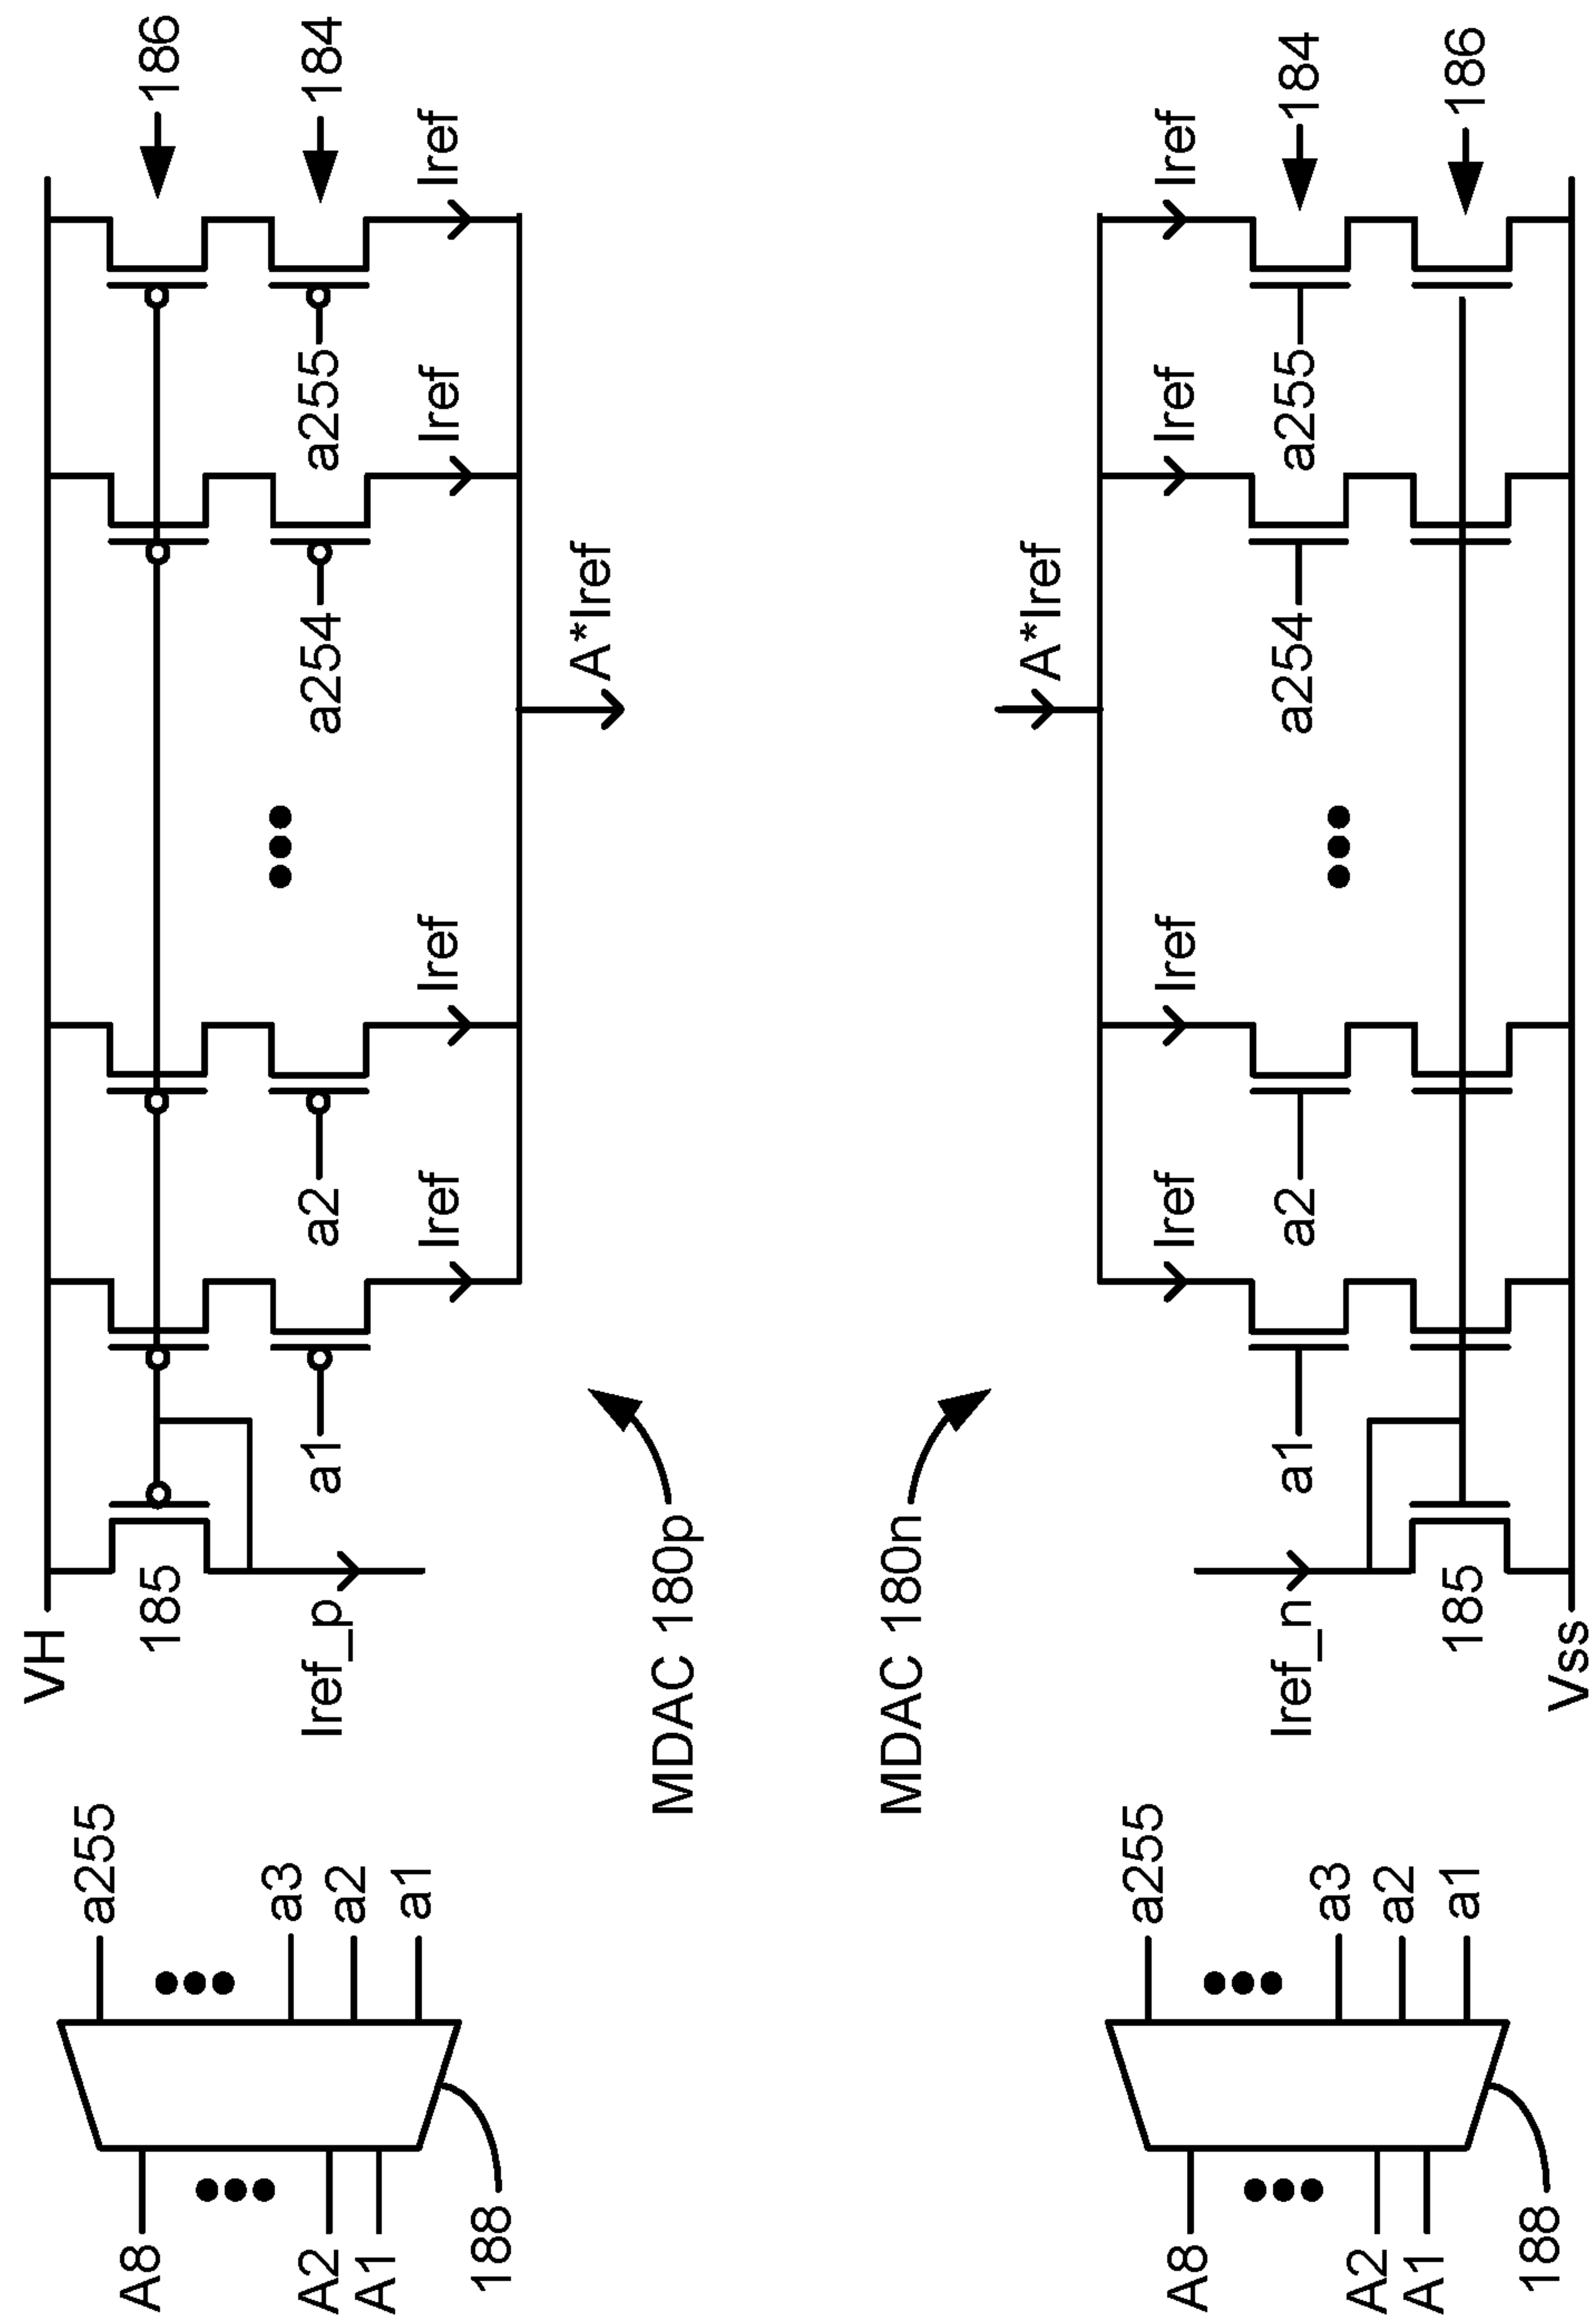 VH
186
184
185
Iref_p
a1
a2
a254
a255
Iref
Iref
Iref
Iref
A*Iref
MDAC 180p
A8
A2
A1
a255
a3
a2
a1
188
MDAC 180n
A*Iref
Iref
Iref
Iref
Iref
Iref_n
a1
a2
a254
a255
184
186
185
Vss
A8
A2
A1
a255
a3
a2
a1
188